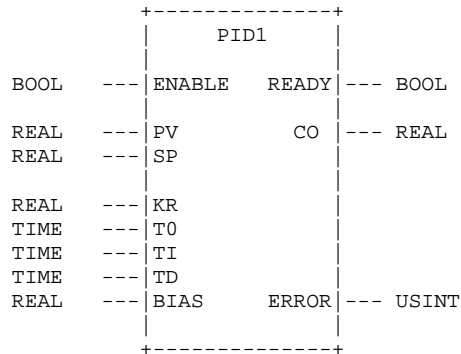 +--------------+
| PID1 |
BOOL ---|ENABLE READY|--- BOOL
REAL ---|PV CO |--- REAL
REAL ---|SP |
REAL ---|KR |
TIME ---|T0 |
TIME ---|TI |
TIME ---|TD |
REAL ---|BIAS ERROR|--- USINT
+--------------+